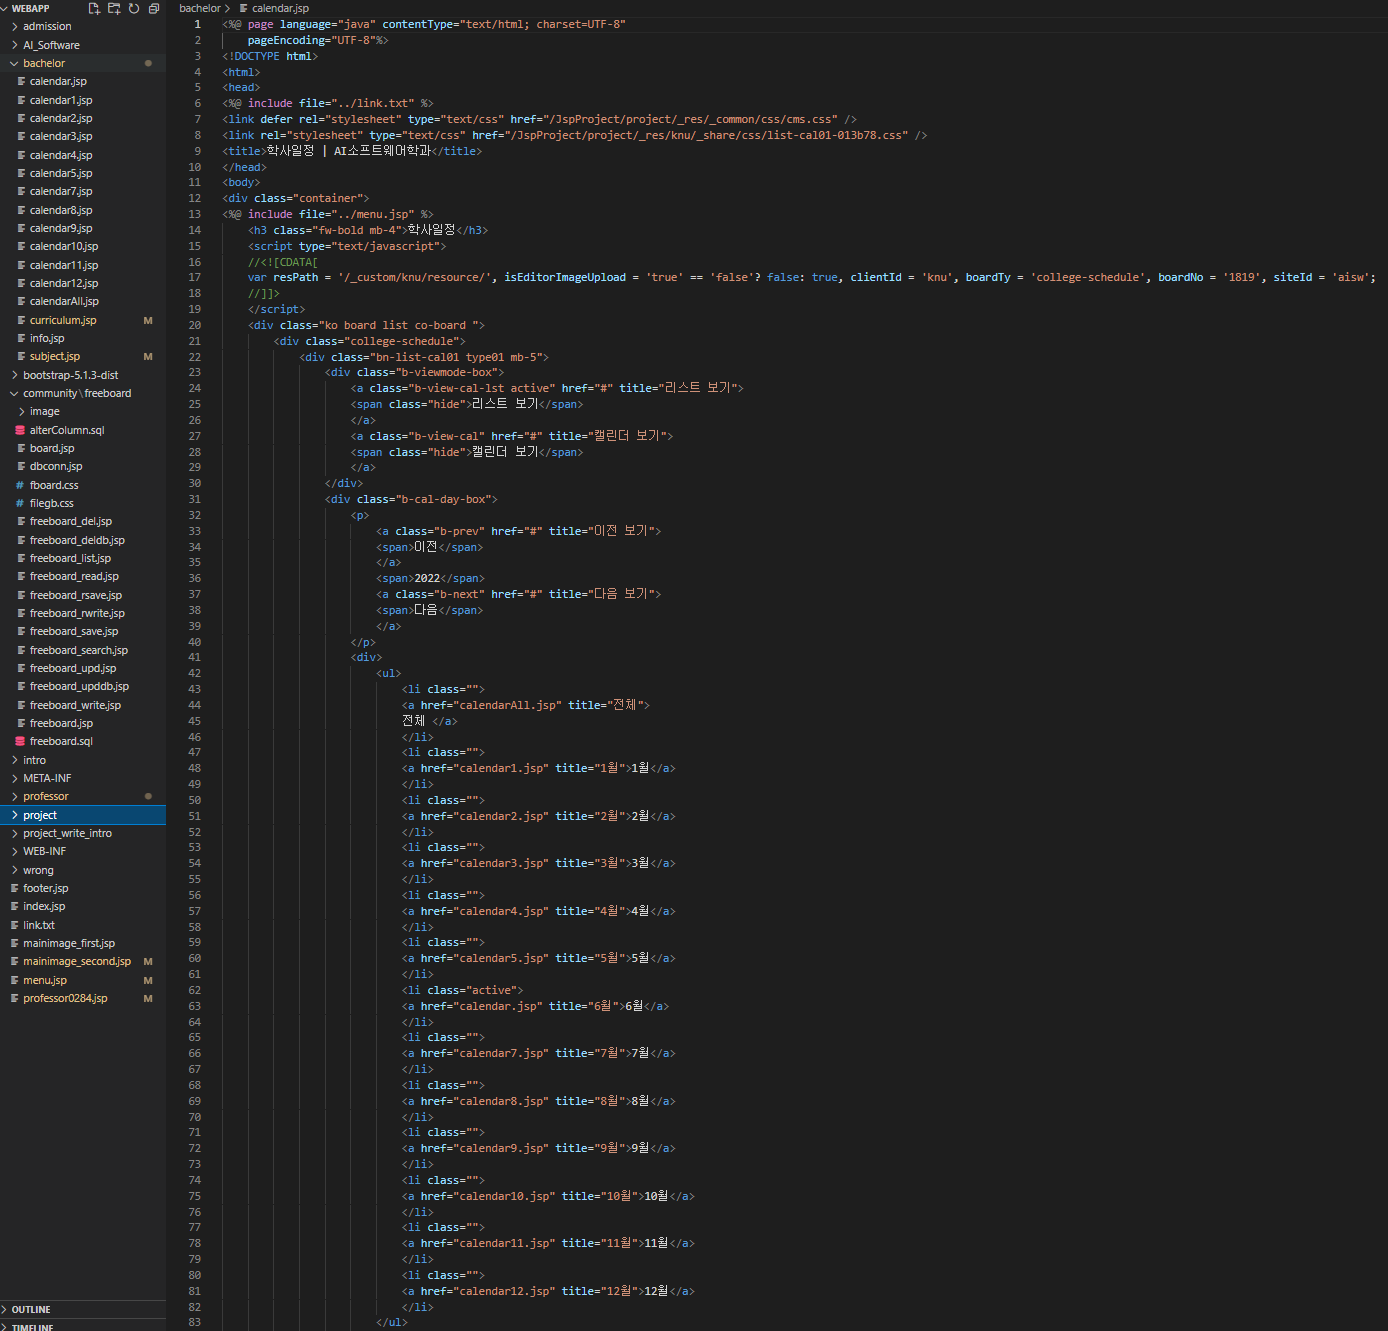 WEBAPP
admission
AI_Software
bachelor
calendar.jsp
calendar1.jsp
calendar2.jsp
calendar3.jsp
calendar4.jsp
calendar5.jsp
calendar7.jsp
calendar8.jsp
calendar9.jsp
calendar10.jsp
calendar11.jsp
calendar12.jsp
calendarAll.jsp
curriculum.jsp M
info.jsp
subject.jsp M
bootstrap-5.1.3-dist
community\freeboard
image
alterColumn.sql
board.jsp
dbconn.jsp
# fboard.css
# filegb.css
freeboard_del.jsp
freeboard_deldb.jsp
freeboard_list.jsp
freeboard_read.jsp
freeboard_rsave.jsp
freeboard_rwrite.jsp
freeboard_save.jsp
freeboard_search.jsp
freeboard_upd.jsp
freeboard_upddb.jsp
freeboard_write.jsp
freeboard.jsp
freeboard.sql
intro
META-INF
professor
project
project_write_intro
WEB-INF
wrong
footer.jsp
index.jsp
link.txt
mainimage_first.jsp
mainimage_second.jsp M
menu.jsp M
professor0284.jsp M
OUTLINE
TIMELINE
bachelor > calendar.jsp
1 <%@ page language="java" contentType="text/html; charset=UTF-8"
2 pageEncoding="UTF-8"%>
3 <!DOCTYPE html>
4 <html>
5 <head>
6 <%@ include file="../link.txt" %>
7 <link defer rel="stylesheet" type="text/css" href="/JspProject/project/_res/_common/css/cms.css" />
8 <link rel="stylesheet" type="text/css" href="/JspProject/project/_res/knu/_share/css/list-cal01-013b78.css" />
9 <title>학사일정 | AI소프트웨어학과</title>
10 </head>
11 <body>
12 <div class="container">
13 <%@ include file="../menu.jsp" %>
14 <h3 class="fw-bold mb-4">학사일정</h3>
15 <script type="text/javascript">
16 //<![CDATA[
17 var resPath = '/_custom/knu/resource/', isEditorImageUpload = 'true' == 'false'? false: true, clientId = 'knu', boardTy = 'college-schedule', boardNo = '1819', siteId = 'aisw';
18 //]]>
19 </script>
20 <div class="ko board list co-board ">
21 <div class="college-schedule">
22 <div class="bn-list-cal01 type01 mb-5">
23 <div class="b-viewmode-box">
24 <a class="b-view-cal-lst active" href="#" title="리스트 보기">
25 <span class="hide">리스트 보기</span>
26 </a>
27 <a class="b-view-cal" href="#" title="캘린더 보기">
28 <span class="hide">캘린더 보기</span>
29 </a>
30 </div>
31 <div class="b-cal-day-box">
32 <p>
33 <a class="b-prev" href="#" title="이전 보기">
34 <span>이전</span>
35 </a>
36 <span>2022</span>
37 <a class="b-next" href="#" title="다음 보기">
38 <span>다음</span>
39 </a>
40 </p>
41 <div>
42 <ul>
43 <li class="">
44 <a href="calendarAll.jsp" title="전체">
45 전체 </a>
46 </li>
47 <li class="">
48 <a href="calendar1.jsp" title="1월">1월</a>
49 </li>
50 <li class="">
51 <a href="calendar2.jsp" title="2월">2월</a>
52 </li>
53 <li class="">
54 <a href="calendar3.jsp" title="3월">3월</a>
55 </li>
56 <li class="">
57 <a href="calendar4.jsp" title="4월">4월</a>
58 </li>
59 <li class="">
60 <a href="calendar5.jsp" title="5월">5월</a>
61 </li>
62 <li class="active">
63 <a href="calendar.jsp" title="6월">6월</a>
64 </li>
65 <li class="">
66 <a href="calendar7.jsp" title="7월">7월</a>
67 </li>
68 <li class="">
69 <a href="calendar8.jsp" title="8월">8월</a>
70 </li>
71 <li class="">
72 <a href="calendar9.jsp" title="9월">9월</a>
73 </li>
74 <li class="">
75 <a href="calendar10.jsp" title="10월">10월</a>
76 </li>
77 <li class="">
78 <a href="calendar11.jsp" title="11월">11월</a>
79 </li>
80 <li class="">
81 <a href="calendar12.jsp" title="12월">12월</a>
82 </li>
83 </ul>